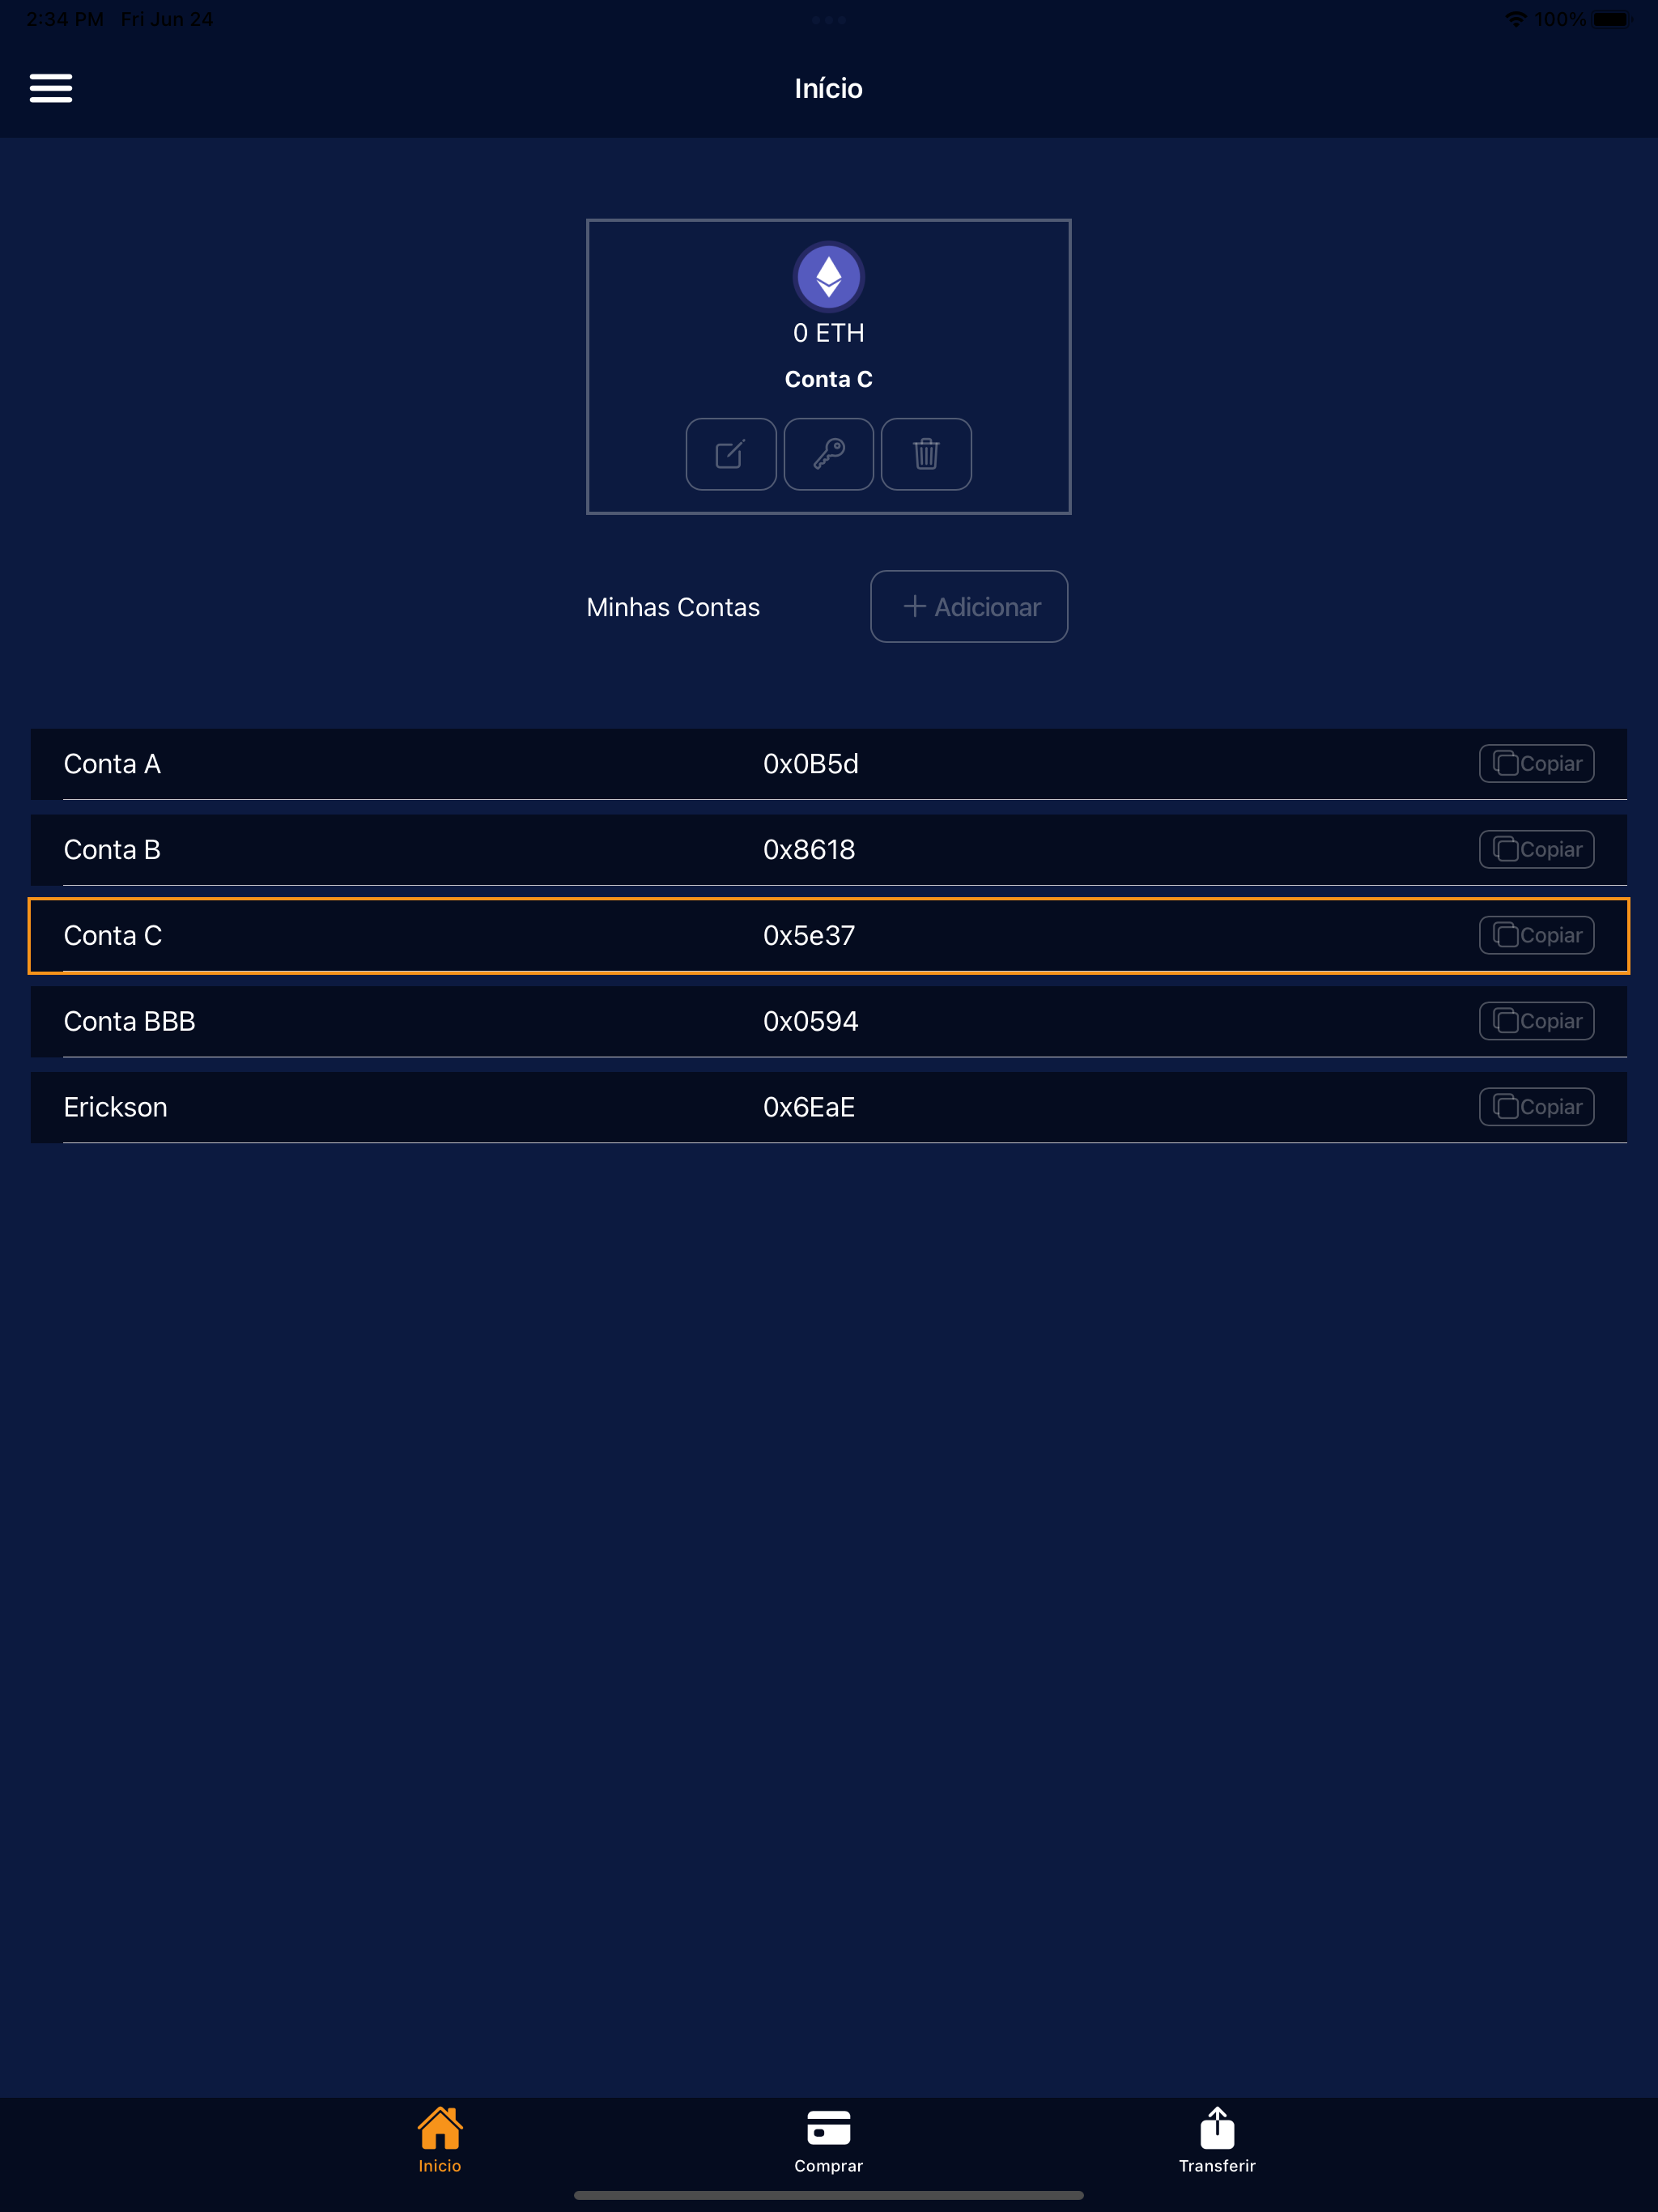 2:34 PM Fri Jun 24 100%
Início
0 ETH
Conta C
Minhas Contas Adicionar
Conta A 0x0B5d Copiar
Conta B 0x8618 Copiar
Conta C 0x5e37 Copiar
Conta BBB 0x0594 Copiar
Erickson 0x6EaE Copiar
Inicio Comprar Transferir